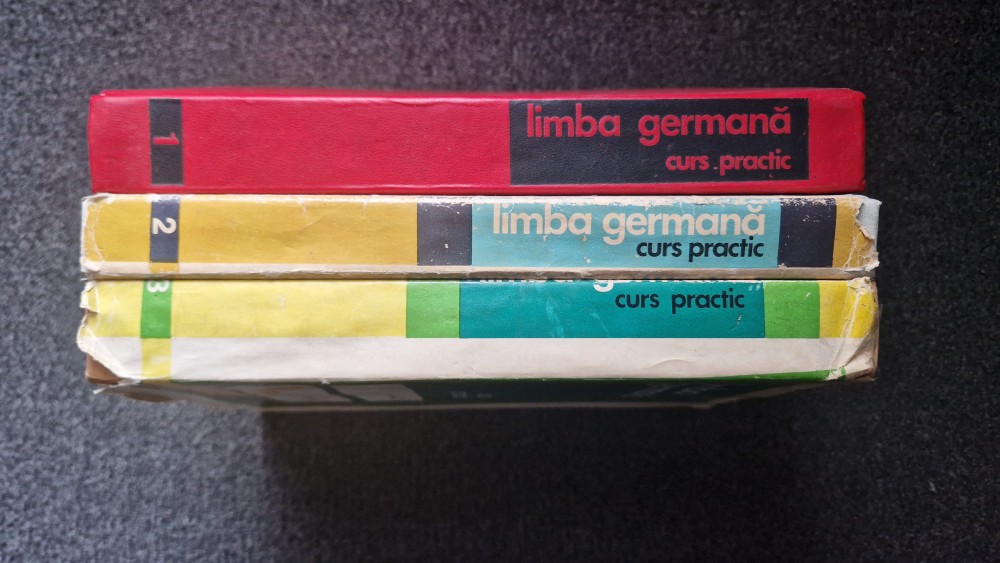 1
limba germană
curs practic
2
limba germană
curs practic
3
curs practic